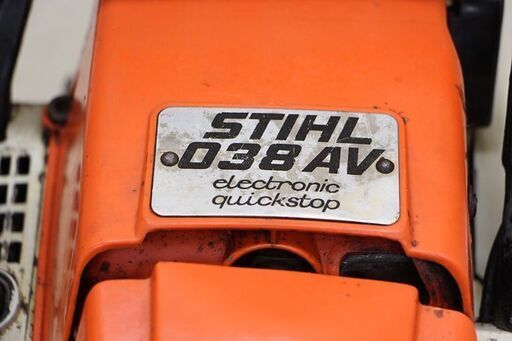 STIHL
038 AV
electronic
quickstop